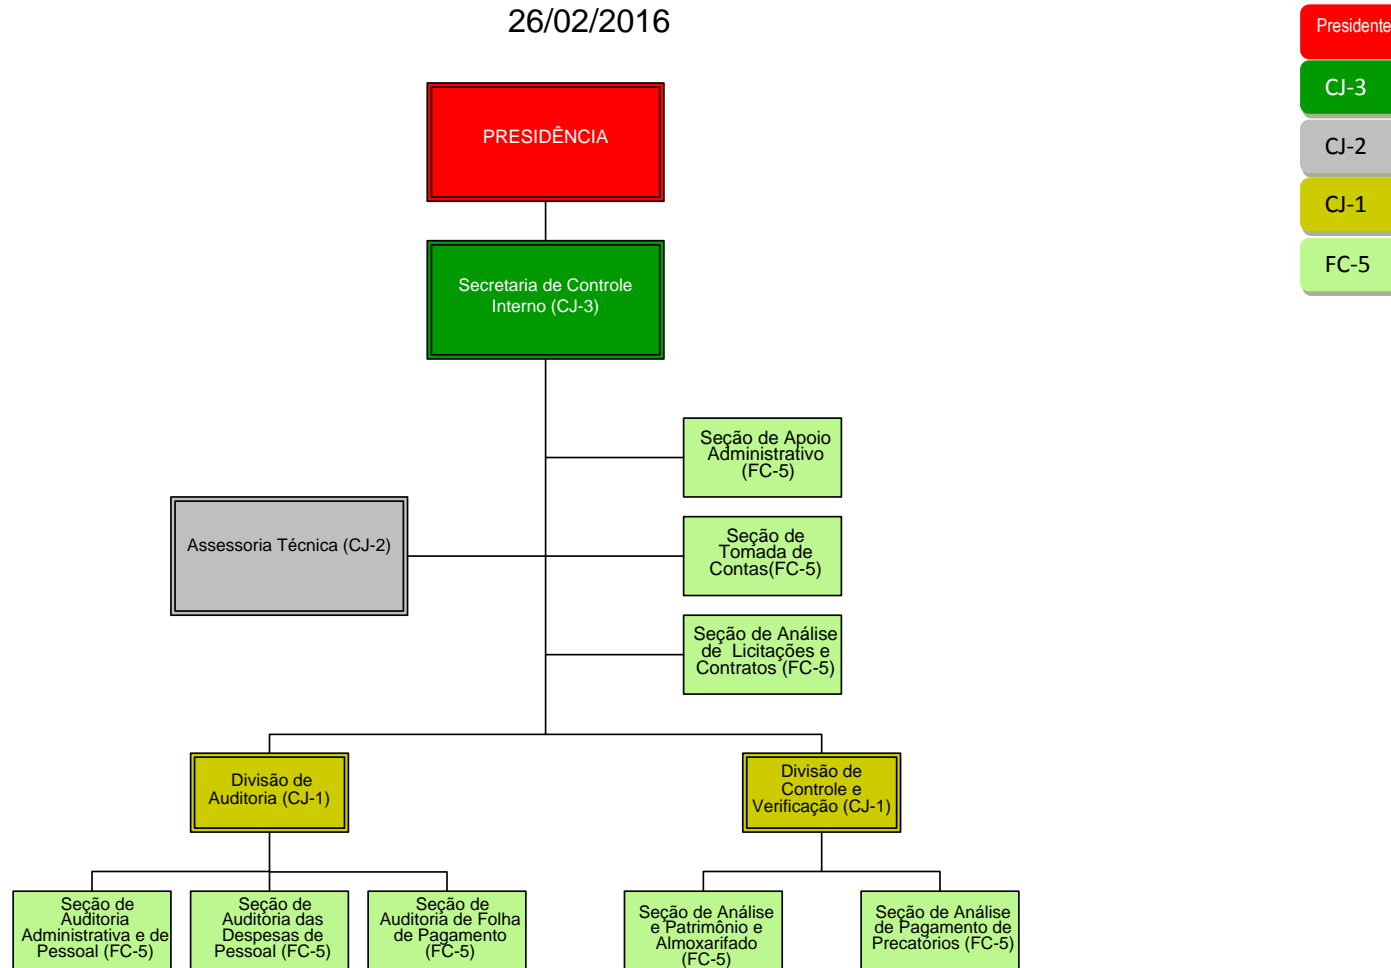 26/02/2016
Presidente
CJ-3
CJ-2
CJ-1
FC-5
PRESIDÊNCIA
Secretaria de Controle
Interno (CJ-3)
Seção de Apoio
Administrativo
(FC-5)
Assessoria Técnica (CJ-2)
Seção de
Tomada de
Contas(FC-5)
Seção de Análise
de Licitações e
Contratos (FC-5)
Divisão de
Auditoria (CJ-1)
Divisão de
Controle e
Verificação (CJ-1)
Seção de
Auditoria
Administrativa e de
Pessoal (FC-5)
Seção de
Auditoria das
Despesas de
Pessoal (FC-5)
Seção de
Auditoria de Folha
de Pagamento
(FC-5)
Seção de Análise
e Patrimônio e
Almoxarifado
(FC-5)
Seção de Análise
de Pagamento de
Precatórios (FC-5)